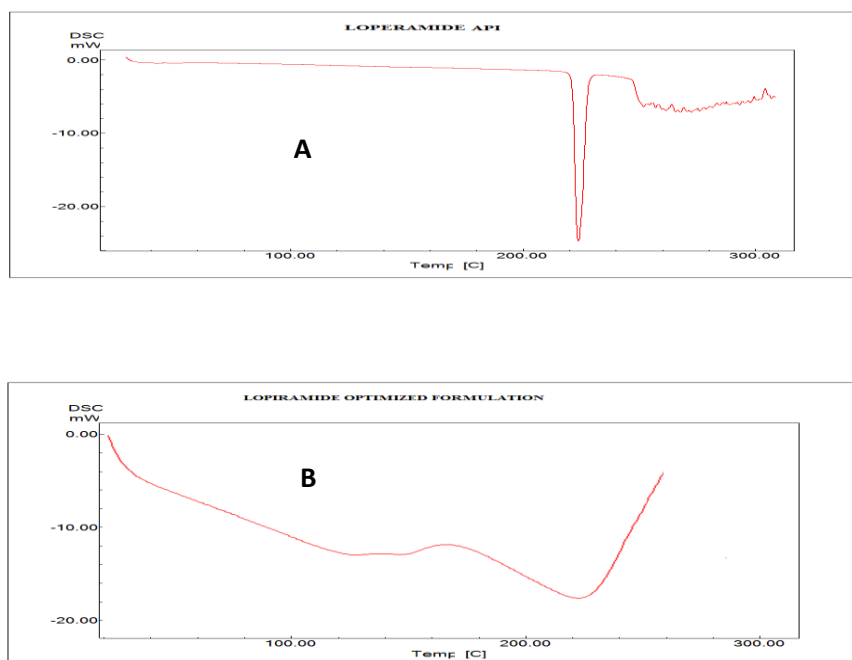 LOPERAMIDE API
DSC
mW
0.00
-10.00
-20.00
A
100.00 200.00 300.00
Temp [C]
LOPIRAMIDE OPTIMIZED FORMULATION
DSC
mW
0.00
-10.00
-20.00
B
100.00 200.00 300.00
Temp [C]